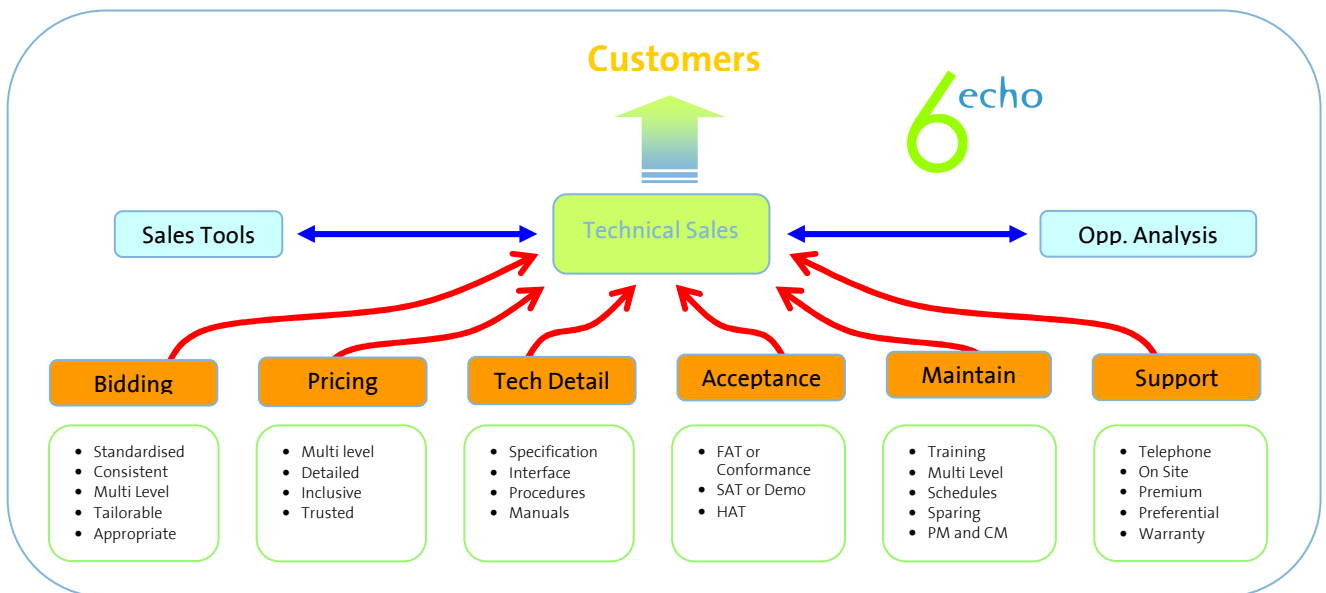 Customers
6 echo
Sales Tools
Technical Sales
Opp. Analysis
Bidding
Pricing
Tech Detail
Acceptance
Maintain
Support
• Standardised
• Consistent
• Multi Level
• Tailorable
• Appropriate
• Multi level
• Detailed
• Inclusive
• Trusted
• Specification
• Interface
• Procedures
• Manuals
• FAT or
Conformance
• SAT or Demo
• HAT
• Training
• Multi Level
• Schedules
• Sparing
• PM and CM
• Telephone
• On Site
• Premium
• Preferential
• Warranty